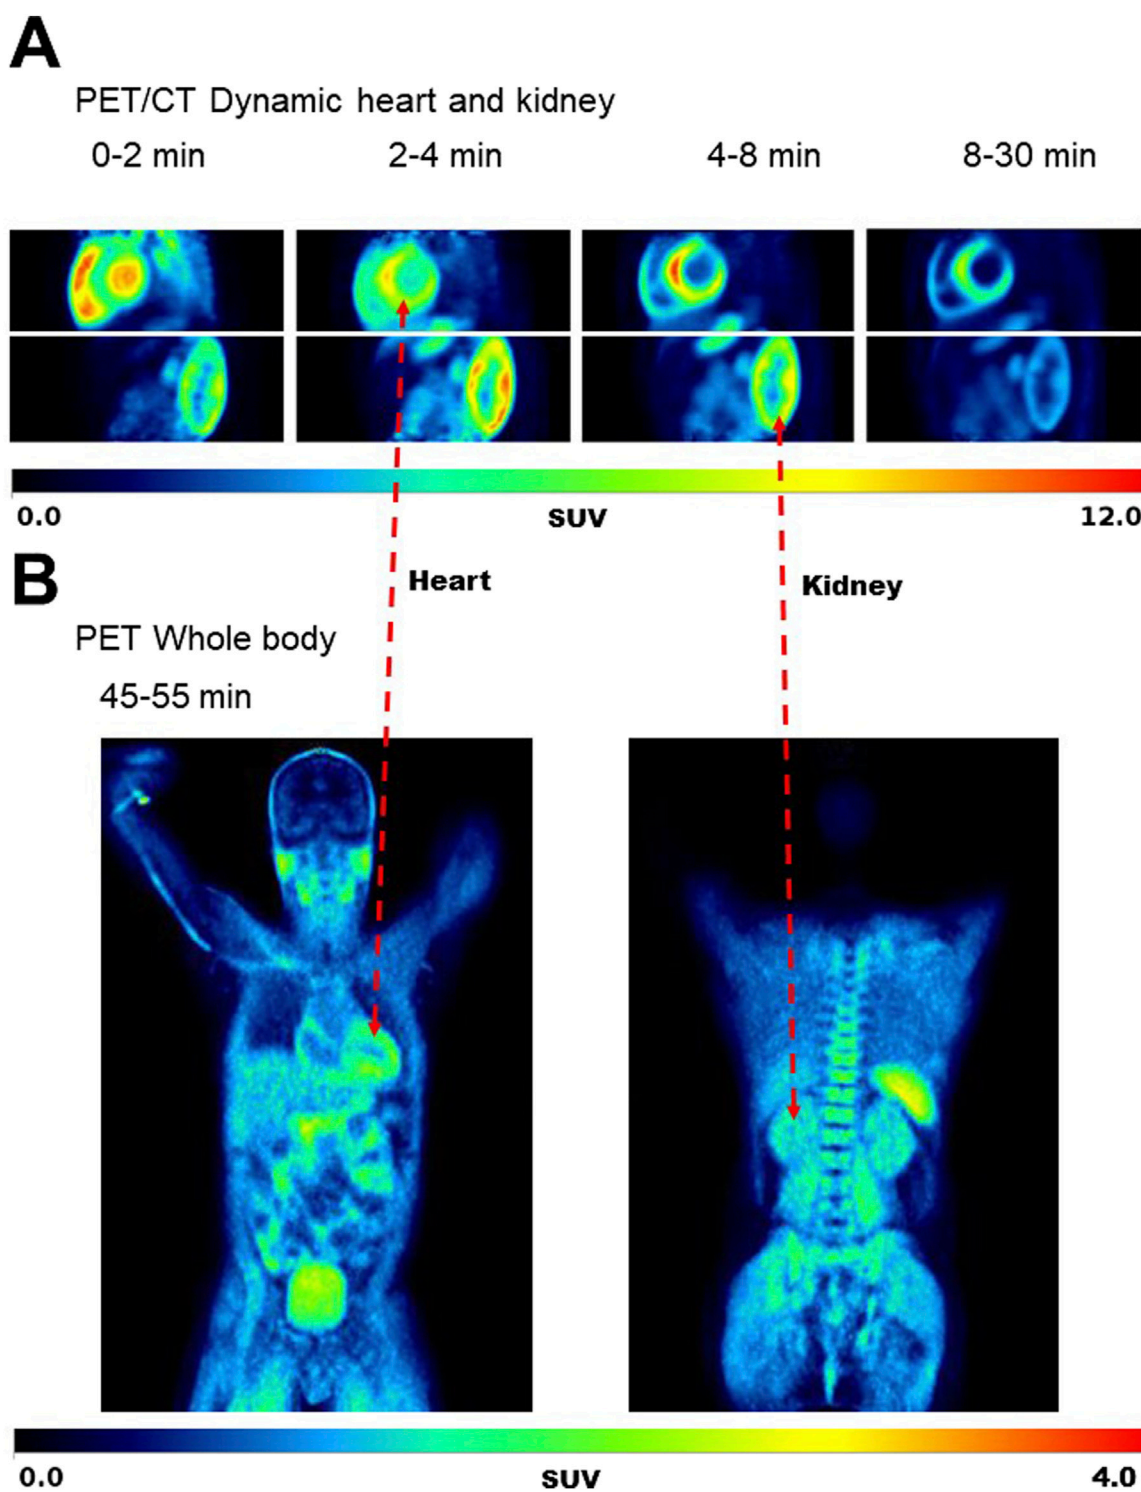 A
PET/CT Dynamic heart and kidney
0-2 min 2-4 min 4-8 min 8-30 min
0.0 SUV 12.0
B
Heart Kidney
PET Whole body
45-55 min
0.0 SUV 4.0